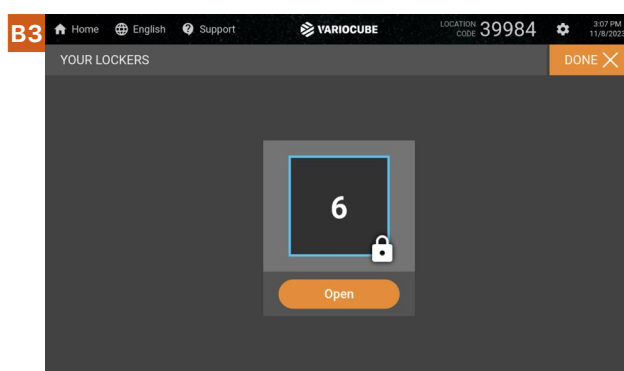 B3
Home English Support VARIOCUBE LOCATION CODE 39984 3:07 PM 11/8/2023
YOUR LOCKERS DONE
6
Open